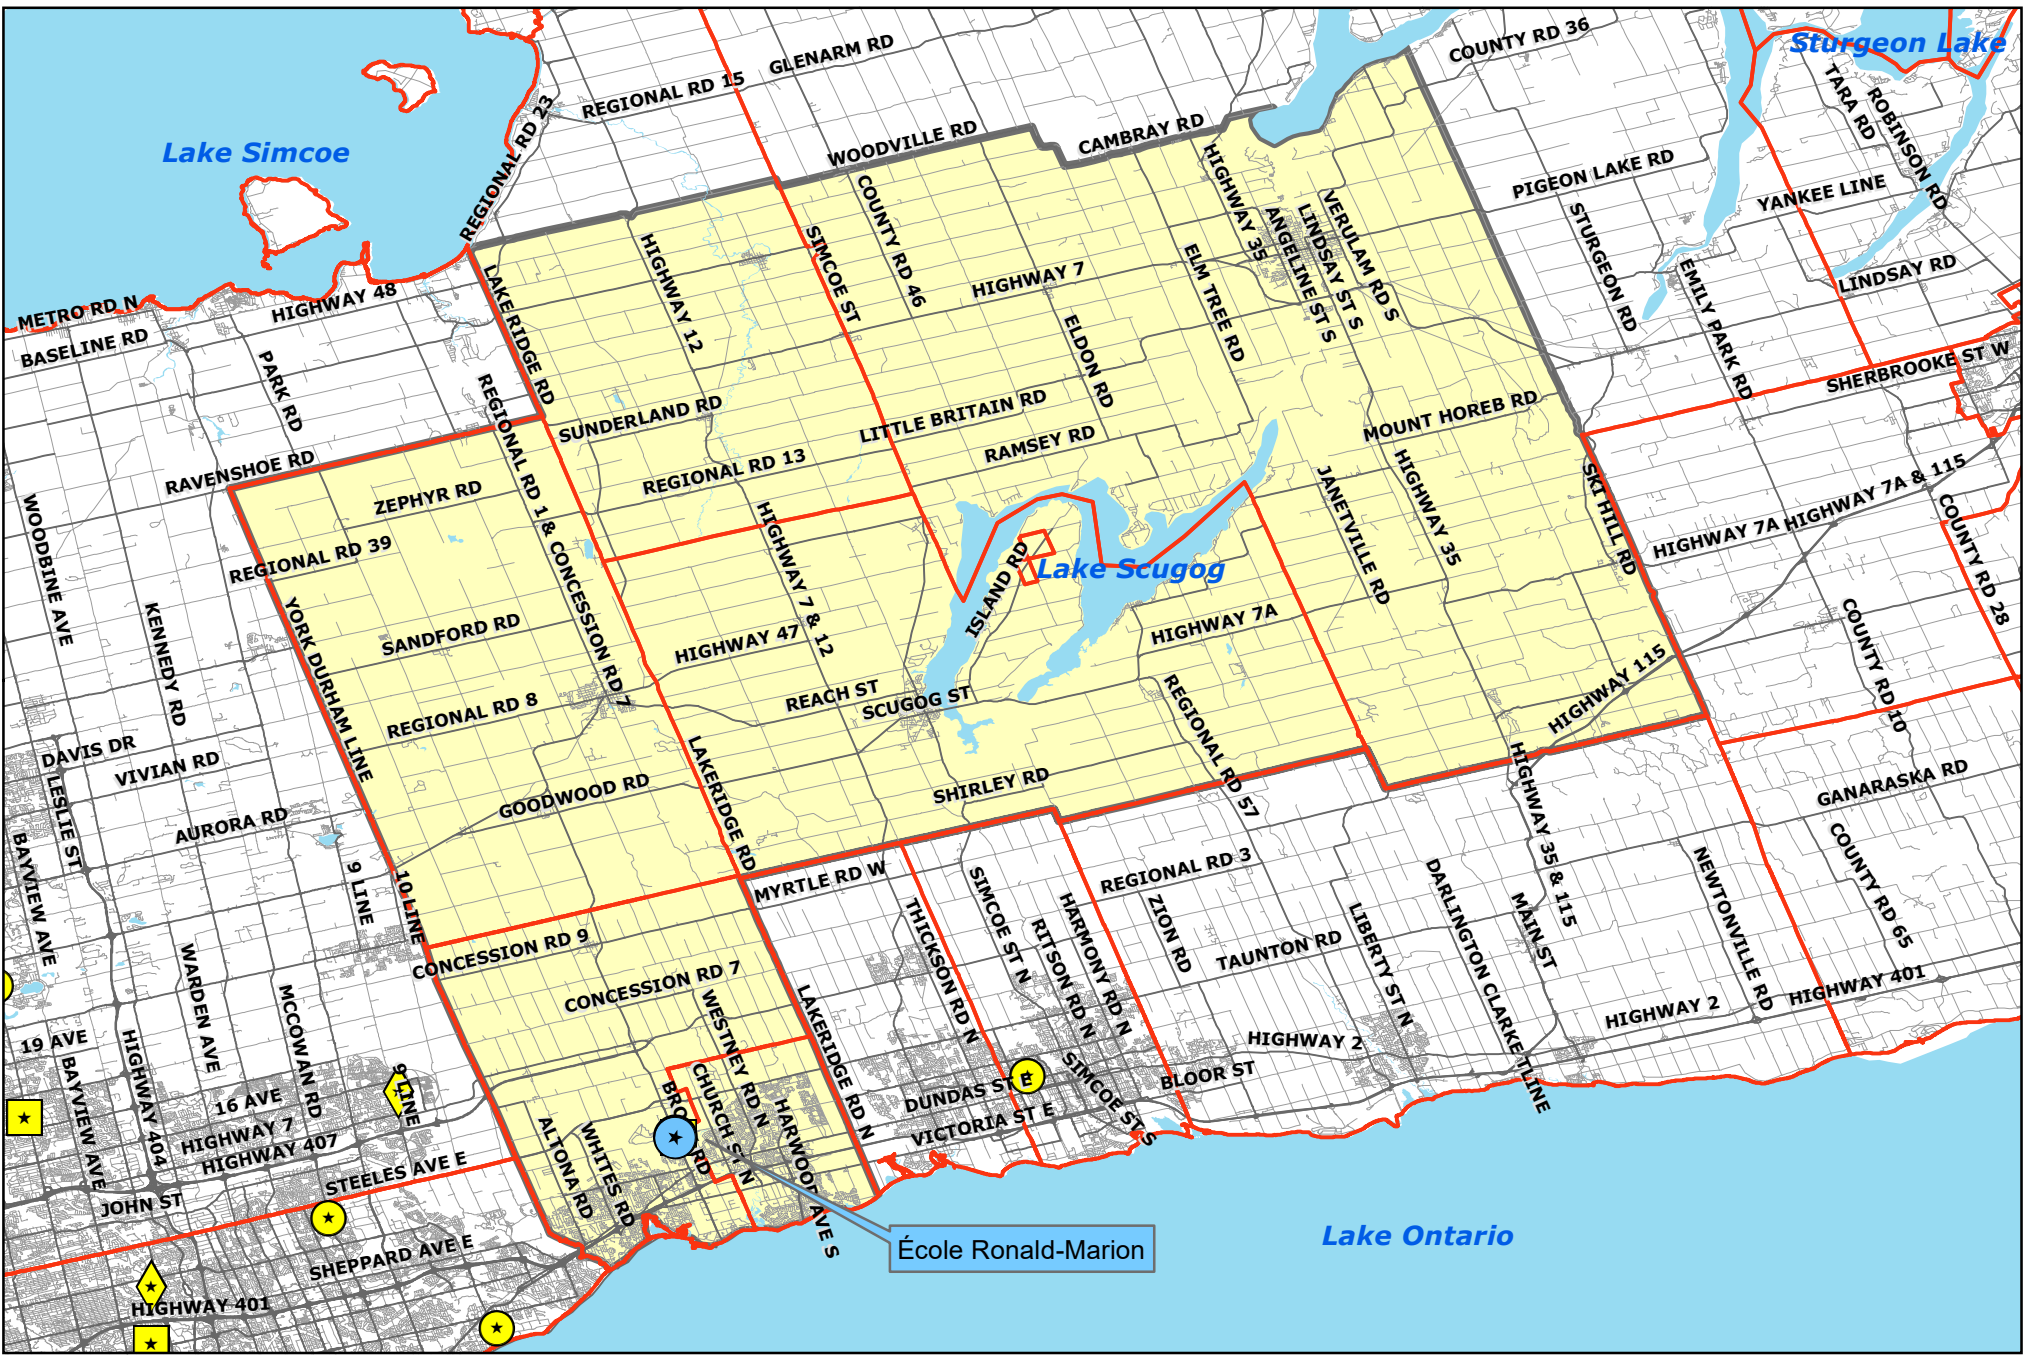 COUNTY RD 36
Sturgeon Lake
GLENARM RD
REGIONAL RD 15
TARA RD
ROBINSON RD
REGIONAL RD 23
Lake Simcoe
WOODVILLE RD
CAMBRAY RD
HIGHWAY 35
PIGEON LAKE RD
YANKEE LINE
COUNTY RD 46
VERULAM RD S
LINDSAY ST S
ANGELINE ST S
STURGEON RD
SIMCOE ST
HIGHWAY 12
ELM TREE RD
HIGHWAY 7
EMILY PARK RD
LINDSAY RD
LAKERIDGE RD
METRO RD N
HIGHWAY 48
BASELINE RD
PARK RD
ELDON RD
SHERBROOKE ST W
REGIONAL RD 1 & CONCESSION RD 7
SUNDERLAND RD
LITTLE BRITAIN RD
MOUNT HOREB RD
RAMSEY RD
RAVENSHOE RD
ZEPHYR RD
REGIONAL RD 13
HIGHWAY 35
JANETVILLE RD
SKI HILL RD
HIGHWAY 7A & 115
HIGHWAY 7A
COUNTY RD 28
WOODBINE AVE
REGIONAL RD 39
HIGHWAY 7 & 12
ISLAND RD
Lake Scugog
KENNEDY RD
YORK DURHAM LINE
SANDFORD RD
HIGHWAY 47
HIGHWAY 7A
COUNTY RD 10
HIGHWAY 115
REGIONAL RD 8
REACH ST
SCUGOG ST
REGIONAL RD 57
DAVIS DR
VIVIAN RD
LESLIE ST
LAKERIDGE RD
GOODWOOD RD
SHIRLEY RD
HIGHWAY 35 & 115
GANARASKA RD
AURORA RD
BAYVIEW AVE
9 LINE
10 LINE
MYRTLE RD W
REGIONAL RD 3
COUNTY RD 65
NEWTONVILLE RD
DARLINGTON CLARKE TLINE
MAIN ST
SIMCOE ST N
HARMONY RD N
RITSON RD N
ZION RD
LIBERTY ST N
THICKSON RD N
CONCESSION RD 9
CONCESSION RD 7
TAUNTON RD
WARDEN AVE
MCCOWAN RD
LAKERIDGE RD N
WESTNEY RD N
HIGHWAY 401
HIGHWAY 2
19 AVE
HIGHWAY 404
BAYVIEW AVE
HIGHWAY 2
9 LINE
CHURCH ST N
SIMCOE ST S
BLOOR ST
DUNDAS ST E
16 AVE
HARWOOD AVE S
VICTORIA ST E
HIGHWAY 7
HIGHWAY 407
ALTONA RD
WHITES RD
STEELES AVE E
JOHN ST
SHEPPARD AVE E
HIGHWAY 401
École Ronald-Marion
Lake Ontario